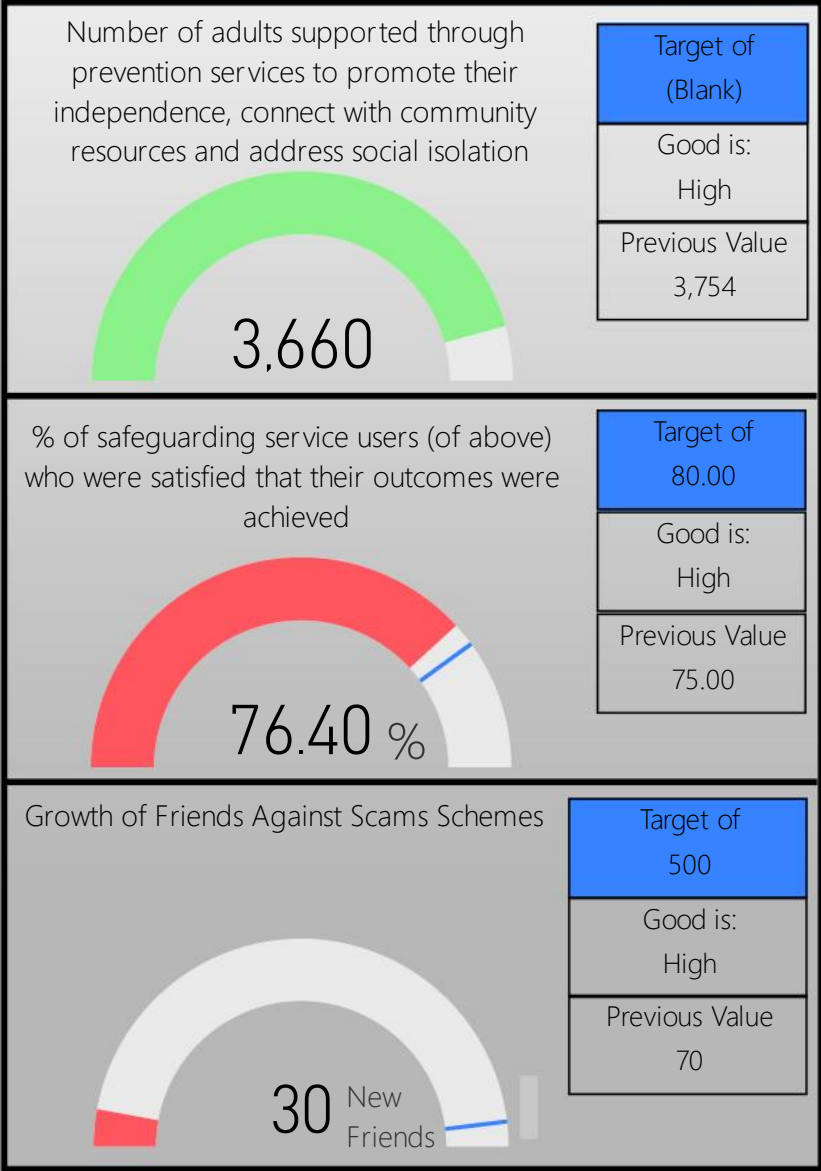 Number of adults supported through
prevention services to promote their
independence, connect with community
resources and address social isolation
3,660
Target of
(Blank)
Good is:
High
Previous Value
3,754
% of safeguarding service users (of above)
who were satisfied that their outcomes were
achieved
76.40 %
Target of
80.00
Good is:
High
Previous Value
75.00
Growth of Friends Against Scams Schemes
30 New
Friends
Target of
500
Good is:
High
Previous Value
70